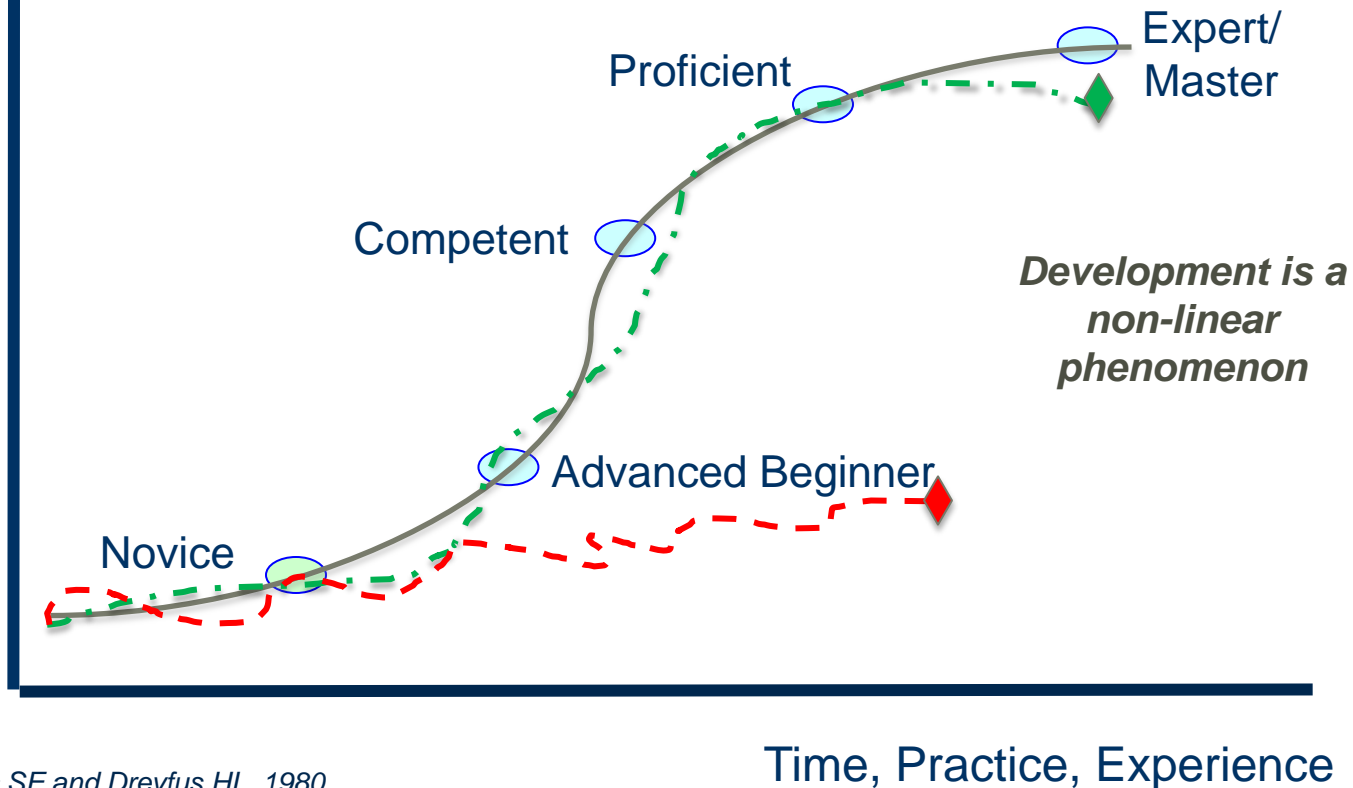 Expert/
Master
Proficient
Competent
Development is a
non-linear
phenomenon
Advanced Beginner
Novice
Time, Practice, Experience
SE and Dreyfus HL, 1980